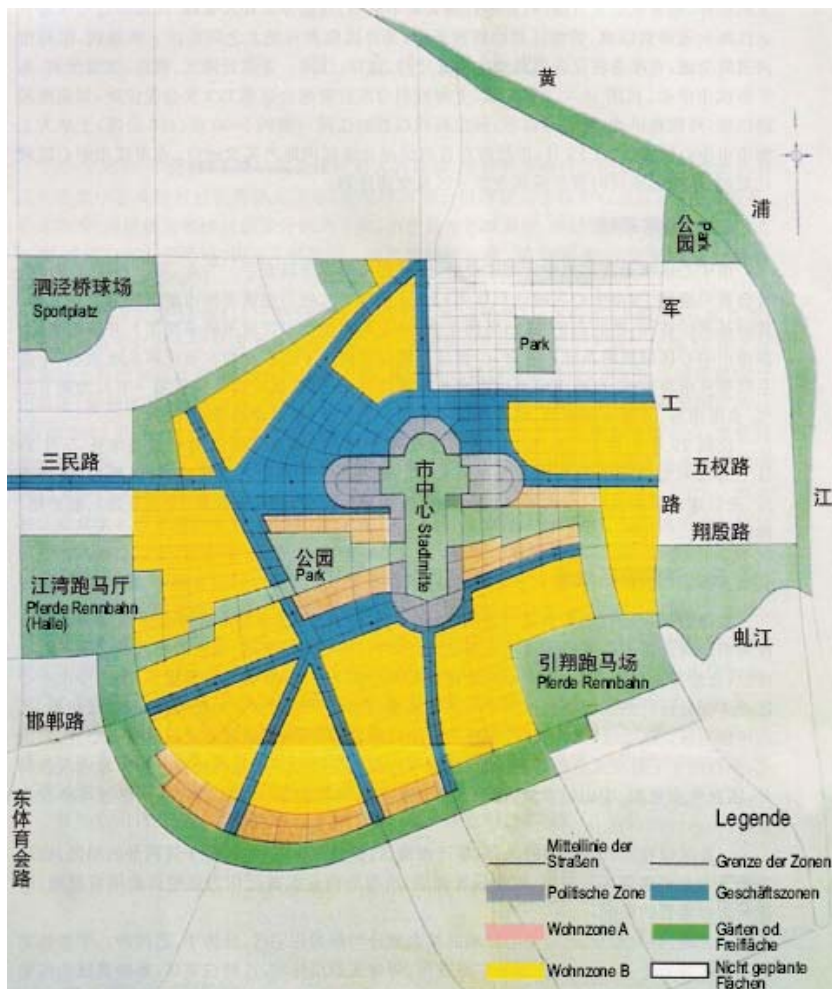 黄
浦
江
公园
Park
泗泾桥球场
Sportplatz
军
工
路
Park
三民路
五权路
市中心 Stadtmitte
翔殷路
公园
Park
江湾跑马厅
Pferde Rennbahn
(Halle)
虬江
引翔跑马场
Pferde Rennbahn
邯郸路
东体育会路
Legende
Mittellinie der
Straßen
Grenze der Zonen
Politische Zone
Geschäftszonen
Wohnzone A
Gärten od.
Freifläche
Wohnzone B
Nicht geplante
Flächen